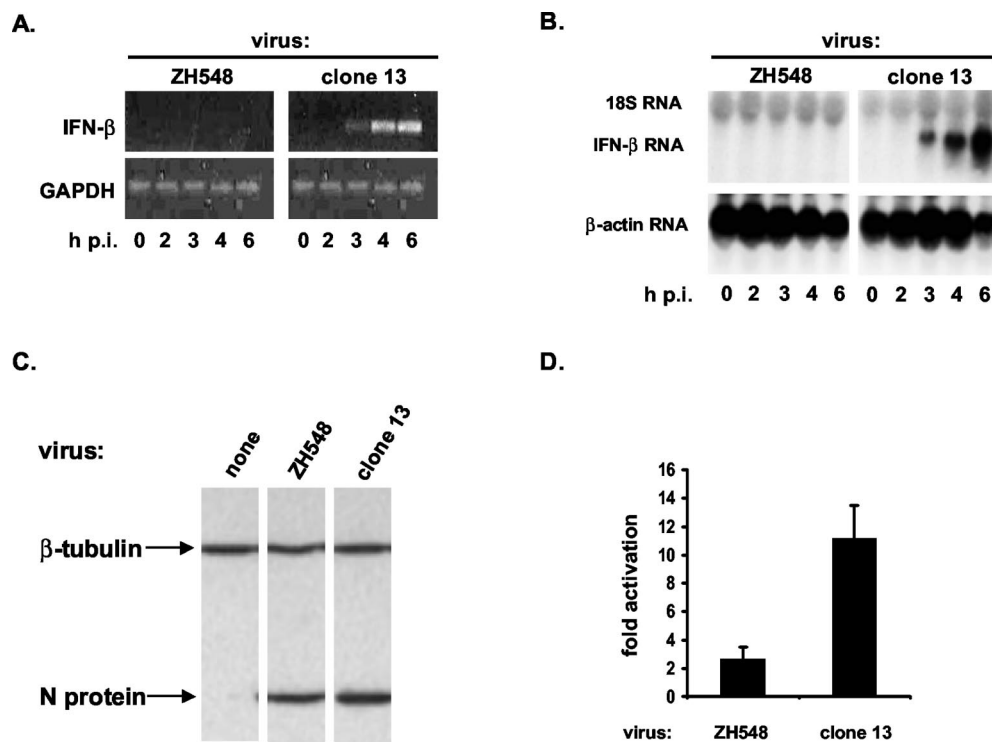 A.
virus:
ZH548 clone 13
IFN-β
GAPDH
h p.i. 0 2 3 4 6 0 2 3 4 6
B.
virus:
ZH548 clone 13
18S RNA
IFN-β RNA
β-actin RNA
h p.i. 0 2 3 4 6 0 2 3 4 6
C.
virus: none ZH548 clone 13
β-tubulin
N protein
D.
fold activation
16
14
12
10
8
6
4
2
0
virus: ZH548 clone 13